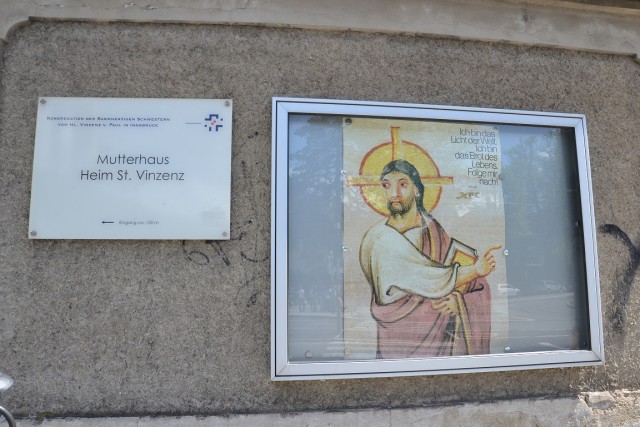 KONGREGATION DER BARMHERZIGEN SCHWESTERN
VOM HL. VINZENZ V. PAUL IN INNSBRUCK
Mutterhaus
Heim St. Vinzenz
Ich bin das
Licht der Welt.
Ich bin
das Brot des
Lebens.
Folge mir
nach!